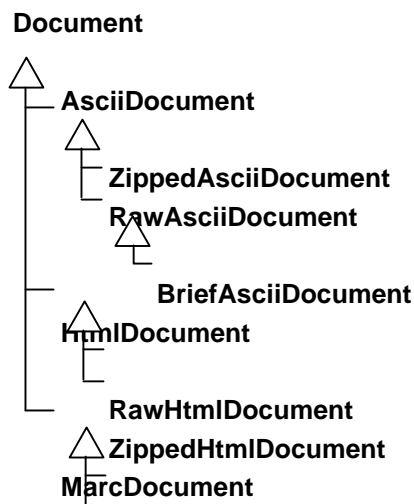 Document
AsciiDocument
ZippedAsciiDocument
RawAsciiDocument
BriefAsciiDocument
HtmlDocument
RawHtmlDocument
ZippedHtmlDocument
MarcDocument